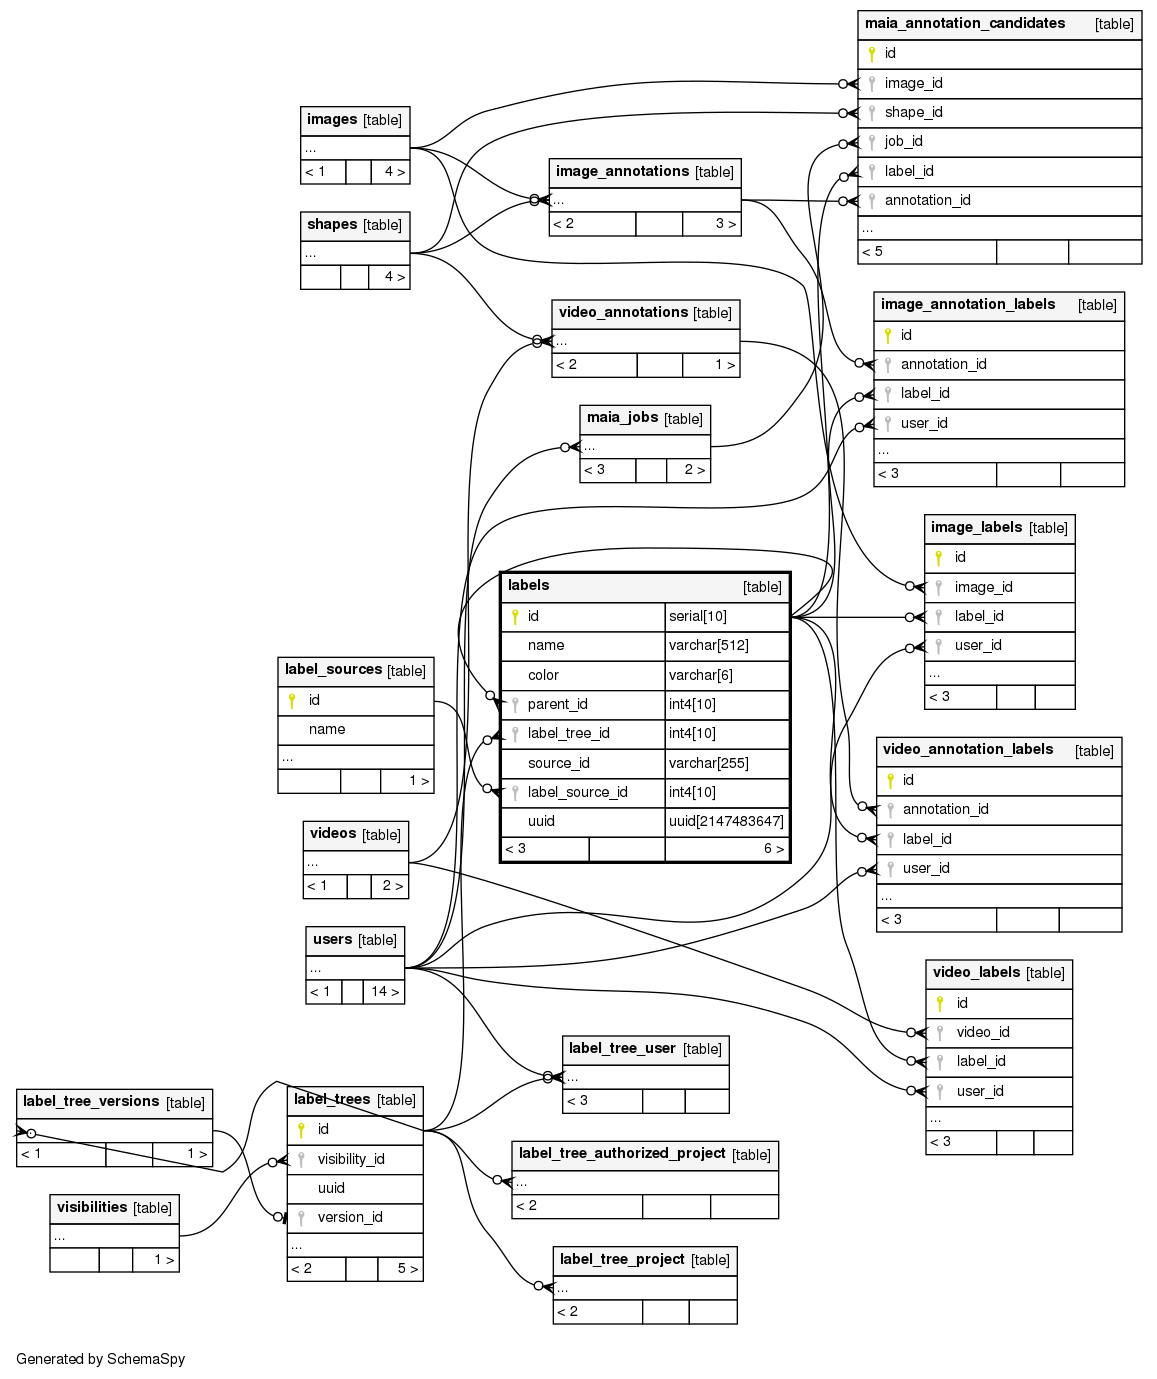 maia_annotation_candidates [table]
id
image_id
shape_id
job_id
label_id
annotation_id
...
< 5
images [table]
...
< 1 4 >
image_annotations [table]
...
< 2 3 >
shapes [table]
...
4 >
image_annotation_labels [table]
id
annotation_id
label_id
user_id
...
< 3
video_annotations [table]
...
< 2 1 >
maia_jobs [table]
...
< 3 2 >
image_labels [table]
id
image_id
label_id
user_id
...
< 3
labels [table]
id serial[10]
name varchar[512]
color varchar[6]
parent_id int4[10]
label_tree_id int4[10]
source_id varchar[255]
label_source_id int4[10]
uuid uuid[2147483647]
< 3 6 >
label_sources [table]
id
name
...
1 >
video_annotation_labels [table]
id
annotation_id
label_id
user_id
...
< 3
videos [table]
...
< 1 2 >
users [table]
...
< 1 14 >
video_labels [table]
id
video_id
label_id
user_id
...
< 3
label_tree_user [table]
...
< 3
label_tree_versions [table]
< 1 1 >
label_trees [table]
id
visibility_id
uuid
version_id
...
< 2 5 >
label_tree_authorized_project [table]
...
< 2
visibilities [table]
...
1 >
label_tree_project [table]
...
< 2
Generated by SchemaSpy